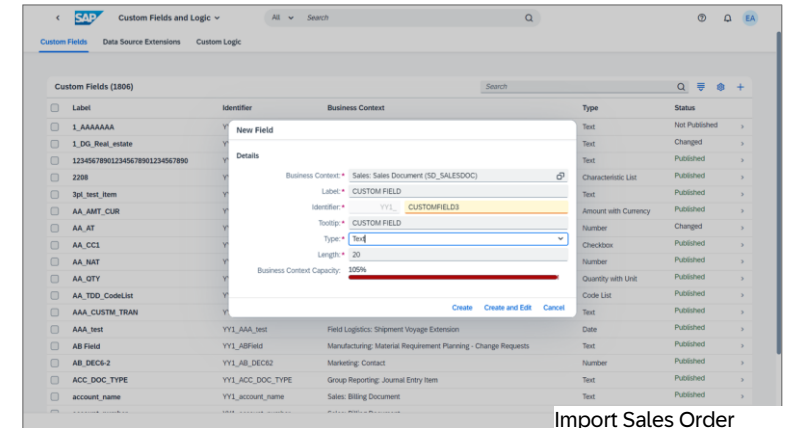 SAP Custom Fields and Logic All Search EA
Custom Fields Data Source Extensions Custom Logic
Custom Fields (1806) Search
Label Identifier Business Context Type Status
1_AAAAAAA Text Not Published
1_DG_Real_estate Text Changed
1234567890123456789012345678 90 Text Published
2208 Characteristic List Published
3pl_test_item Text Published
AA_AMT_CUR Amount with Currency Published
AA_AT Number Changed
AA_CC1 Checkbox Published
AA_NAT Number Published
AA_QTY Quantity with Unit Published
AA_TDD_CodeList Code List Published
AAA_CUSTM_TRAN Text Published
AAA_test YY1_AAA_test Field Logistics: Shipment Voyage Extension Date Published
AB Field YY1_ABField Manufacturing: Material Requirement Planning - Change Requests Text Published
AB_DEC6-2 YY1_AB_DEC62 Marketing: Contact Number Published
ACC_DOC_TYPE YY1_ACC_DOC_TYPE Group Reporting: Journal Entry Item Text Published
account_name YY1_account_name Sales: Billing Document Text Published
New Field
Details
Business Context:* Sales: Sales Document (SD_SALESDOC)
Label:* CUSTOM FIELD
Identifier:* YY1_ CUSTOMFIELD3
Tooltip:* CUSTOM FIELD
Type:* Text
Length:* 20
Business Context Capacity: 105%
Create Create and Edit Cancel
Import Sales Order